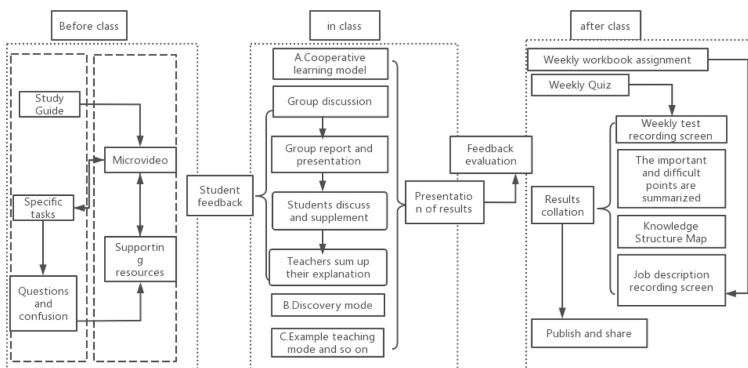 Before class
Study
Guide
Microvideo
Specific
tasks
Supportin
g
resources
Questions
and
confusion
Student
feedback
in class
A.Cooperative
learning model
Group discussion
Group report and
presentation
Students discuss
and supplement
Teachers sum up
their explanation
B.Discovery mode
C.Example teaching
mode and so on
Presentatio
n of results
Feedback
evaluation
after class
Weekly workbook assignment
Weekly Quiz
Weekly test
recording screen
The important
and difficult
points are
summarized
Results
collation
Knowledge
Structure Map
Job description
recording screen
Publish and share